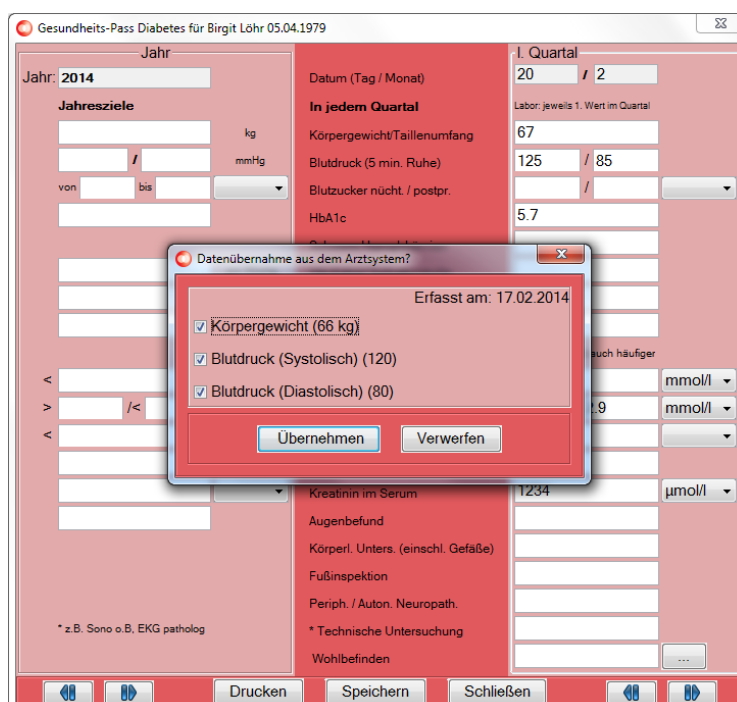 Gesundheits-Pass Diabetes für Birgit Löhr 05.04.1979
Jahr
I. Quartal
Jahr: 2014
Datum (Tag / Monat)
20 / 2
Jahresziele
In jedem Quartal
Labor: jeweils 1. Wert im Quartal
kg
Körpergewicht/Taillenumfang
67
/ mmHg
Blutdruck (5 min. Ruhe)
125 / 85
von bis
Blutzucker nücht. / postpr.
/
HbA1c
5.7
Datenübernahme aus dem Arztsystem?
Erfasst am: 17.02.2014
Körpergewicht (66 kg)
Blutdruck (Systolisch) (120)
Blutdruck (Diastolisch) (80)
Übernehmen Verwerfen
auch häufiger
< mmol/l
> /< .9 mmol/l
<
Kreatinin im Serum
1234 µmol/l
Augenbefund
Körperl. Unters. (einschl. Gefäße)
Fußinspektion
Periph. / Auton. Neuropath.
* z.B. Sono o.B, EKG patholog
* Technische Untersuchung
Wohlbefinden
...
Drucken Speichern Schließen